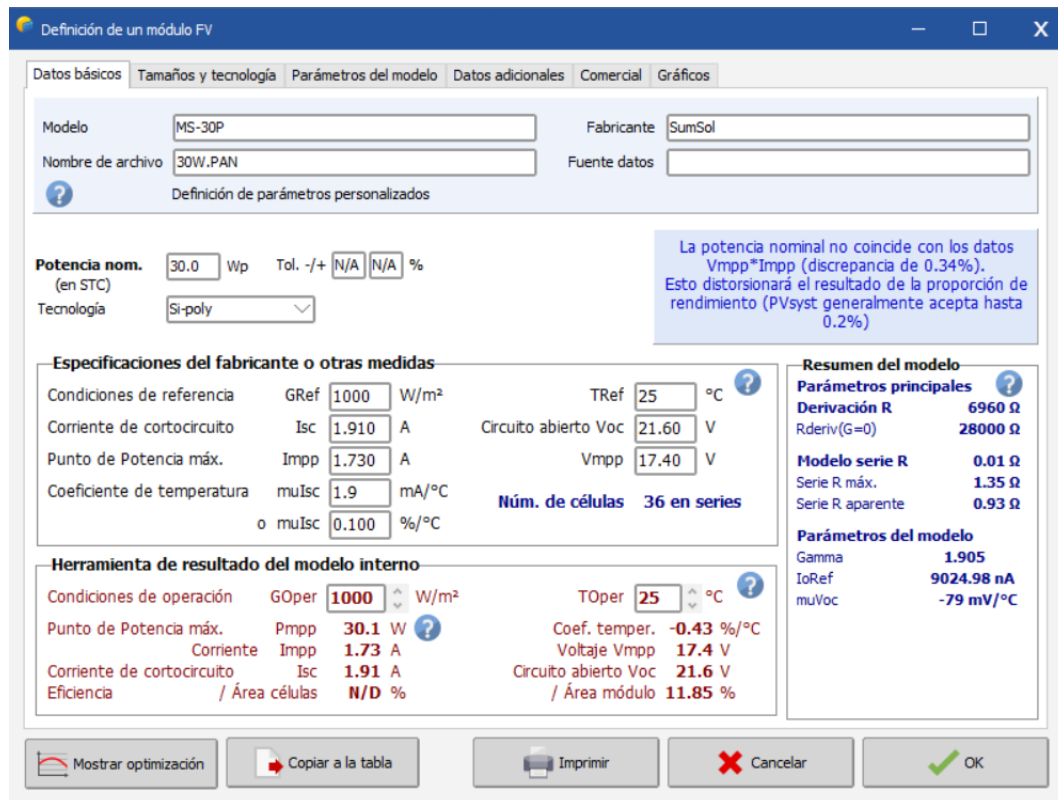 Definición de un módulo FV
Datos básicos Tamaños y tecnología Parámetros del modelo Datos adicionales Comercial Gráficos
Modelo MS-30P Fabricante SumSol
Nombre de archivo 30W.PAN Fuente datos
? Definición de parámetros personalizados
Potencia nom. 30.0 Wp Tol. -/+ N/A N/A %
(en STC)
Tecnología Si-poly
La potencia nominal no coincide con los datos
Vmpp*Impp (discrepancia de 0.34%).
Esto distorsionará el resultado de la proporción de
rendimiento (PVsyst generalmente acepta hasta
0.2%)
Especificaciones del fabricante o otras medidas
Condiciones de referencia GRef 1000 W/m² TRef 25 °C ?
Corriente de cortocircuito Isc 1.910 A Circuito abierto Voc 21.60 V
Punto de Potencia máx. Impp 1.730 A Vmpp 17.40 V
Coeficiente de temperatura muIsc 1.9 mA/°C Núm. de células 36 en series
o muIsc 0.100 %/°C
Herramienta de resultado del modelo interno
Condiciones de operación GOper 1000 W/m² TOper 25 °C ?
Punto de Potencia máx. Pmpp 30.1 W ? Coef. temper. -0.43 %/°C
Corriente Impp 1.73 A Voltaje Vmpp 17.4 V
Corriente de cortocircuito Isc 1.91 A Circuito abierto Voc 21.6 V
Eficiencia / Área células N/D % / Área módulo 11.85 %
Resumen del modelo
Parámetros principales ?
Derivación R 6960 Ω
Rderiv(G=0) 28000 Ω
Modelo serie R 0.01 Ω
Serie R máx. 1.35 Ω
Serie R aparente 0.93 Ω
Parámetros del modelo
Gamma 1.905
IoRef 9024.98 nA
muVoc -79 mV/°C
Mostrar optimización Copiar a la tabla Imprimir Cancelar OK